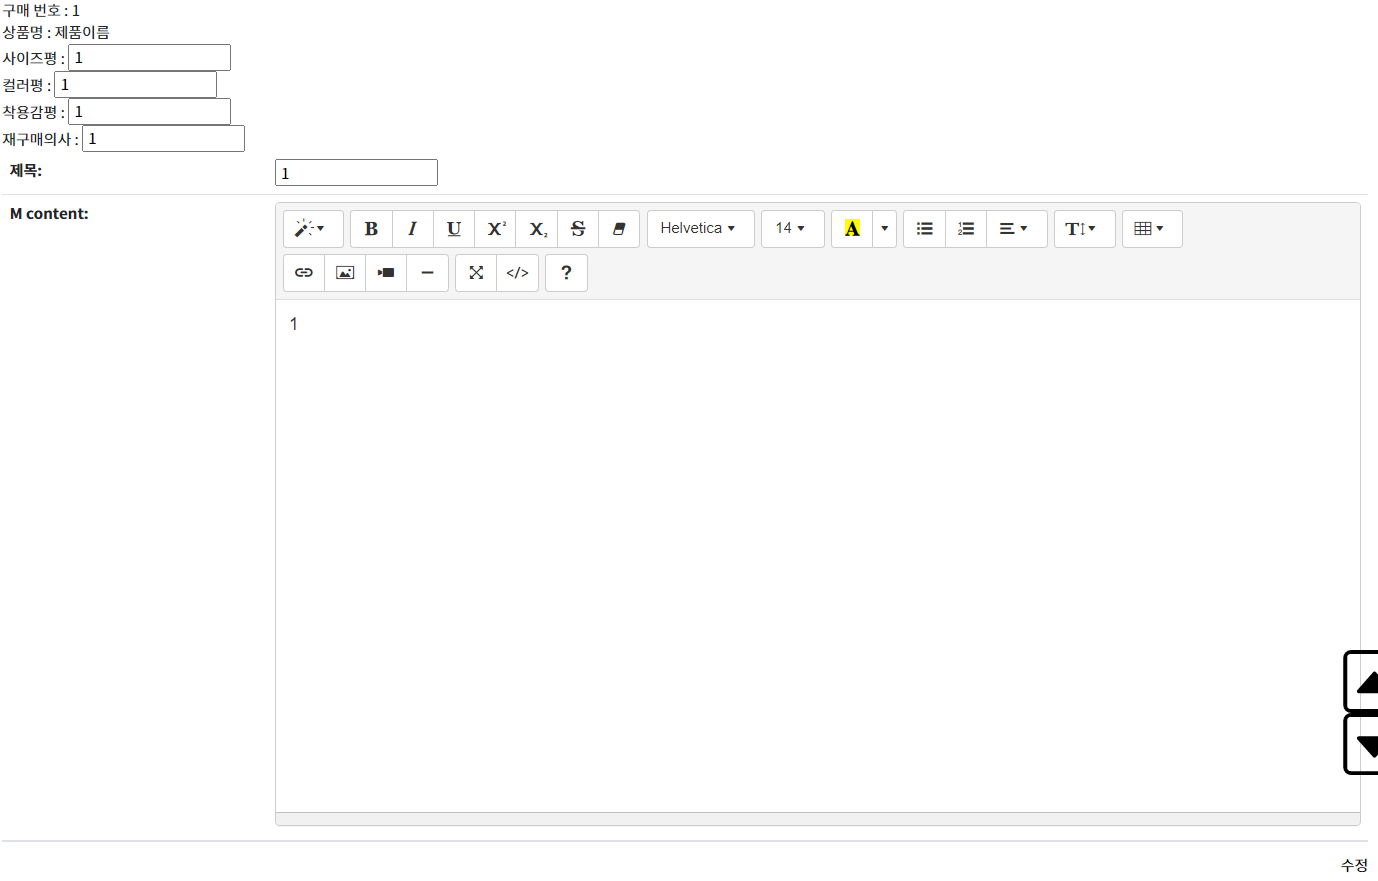 구매 번호 : 1
상품명 : 제품이름
사이즈평 : 1
컬러평 : 1
착용감평 : 1
재구매의사 : 1
제목: 1
M content:
B I U X² X₂ S Helvetica 14 A T
</> ?
1
수정